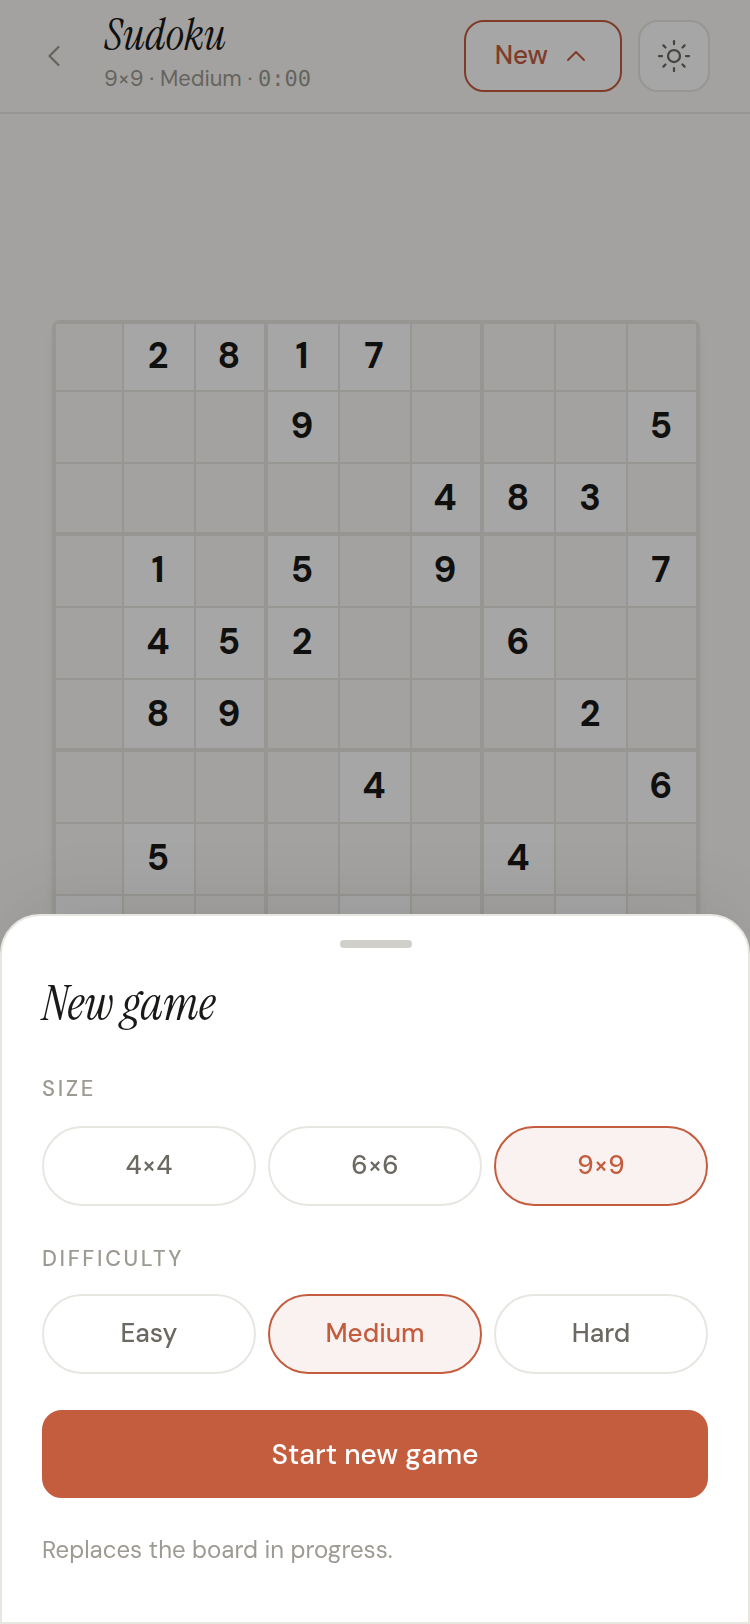 Sudoku
9×9 · Medium · 0:00
New
2 8 1 7
9 5
4 8 3
1 5 9 7
4 5 2 6
8 9 2
4 6
5 4
New game
SIZE
4×4 6×6 9×9
DIFFICULTY
Easy Medium Hard
Start new game
Replaces the board in progress.